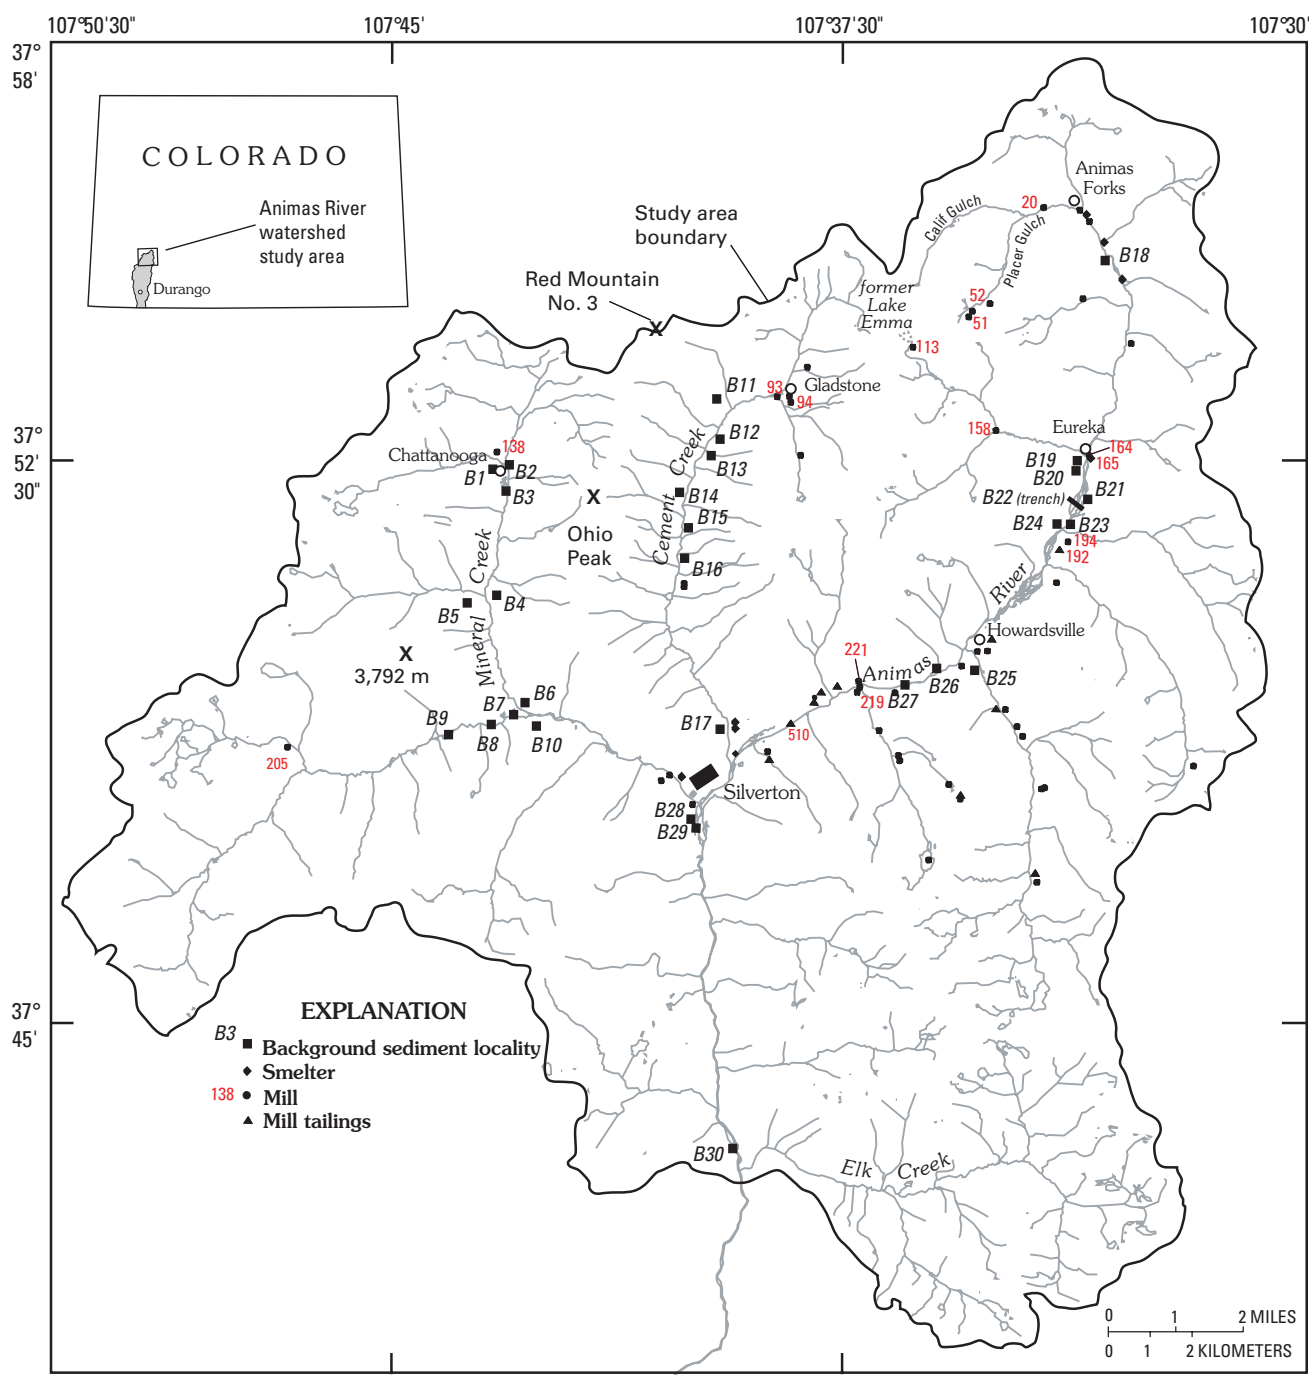 107°50'30"
107°45'
107°37'30"
107°30'
37°
58'
COLORADO
Animas River
watershed
study area
Durango
Study area
boundary
Red Mountain
No. 3
X
Animas
Forks
20
Calif Gulch
Placer Gulch
B18
former
Lake
Emma
52
51
113
B11
93
Gladstone
94
158
Eureka
164
165
37°
52'
30"
Chattanooga
138
B1
B2
B3
B12
B13
Cement Creek
B14
B15
B16
X
Ohio
Peak
B19
B20
B21
B22 (trench)
B24
B23
194
192
River
Mineral Creek
B4
B5
X
3,792 m
Howardsville
221
Animas
B25
B26
B27
219
510
B6
B7
B8
B9
B10
205
B17
Silverton
B28
B29
37°
45'
EXPLANATION
B3
Background sediment locality
Smelter
138
Mill
Mill tailings
B30
Elk Creek
0 1 2 MILES
0 1 2 KILOMETERS